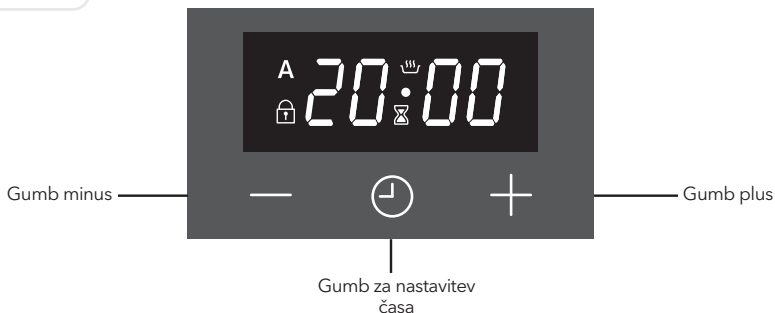 A 20:00
Gumb minus
Gumb plus
Gumb za nastavitev
časa